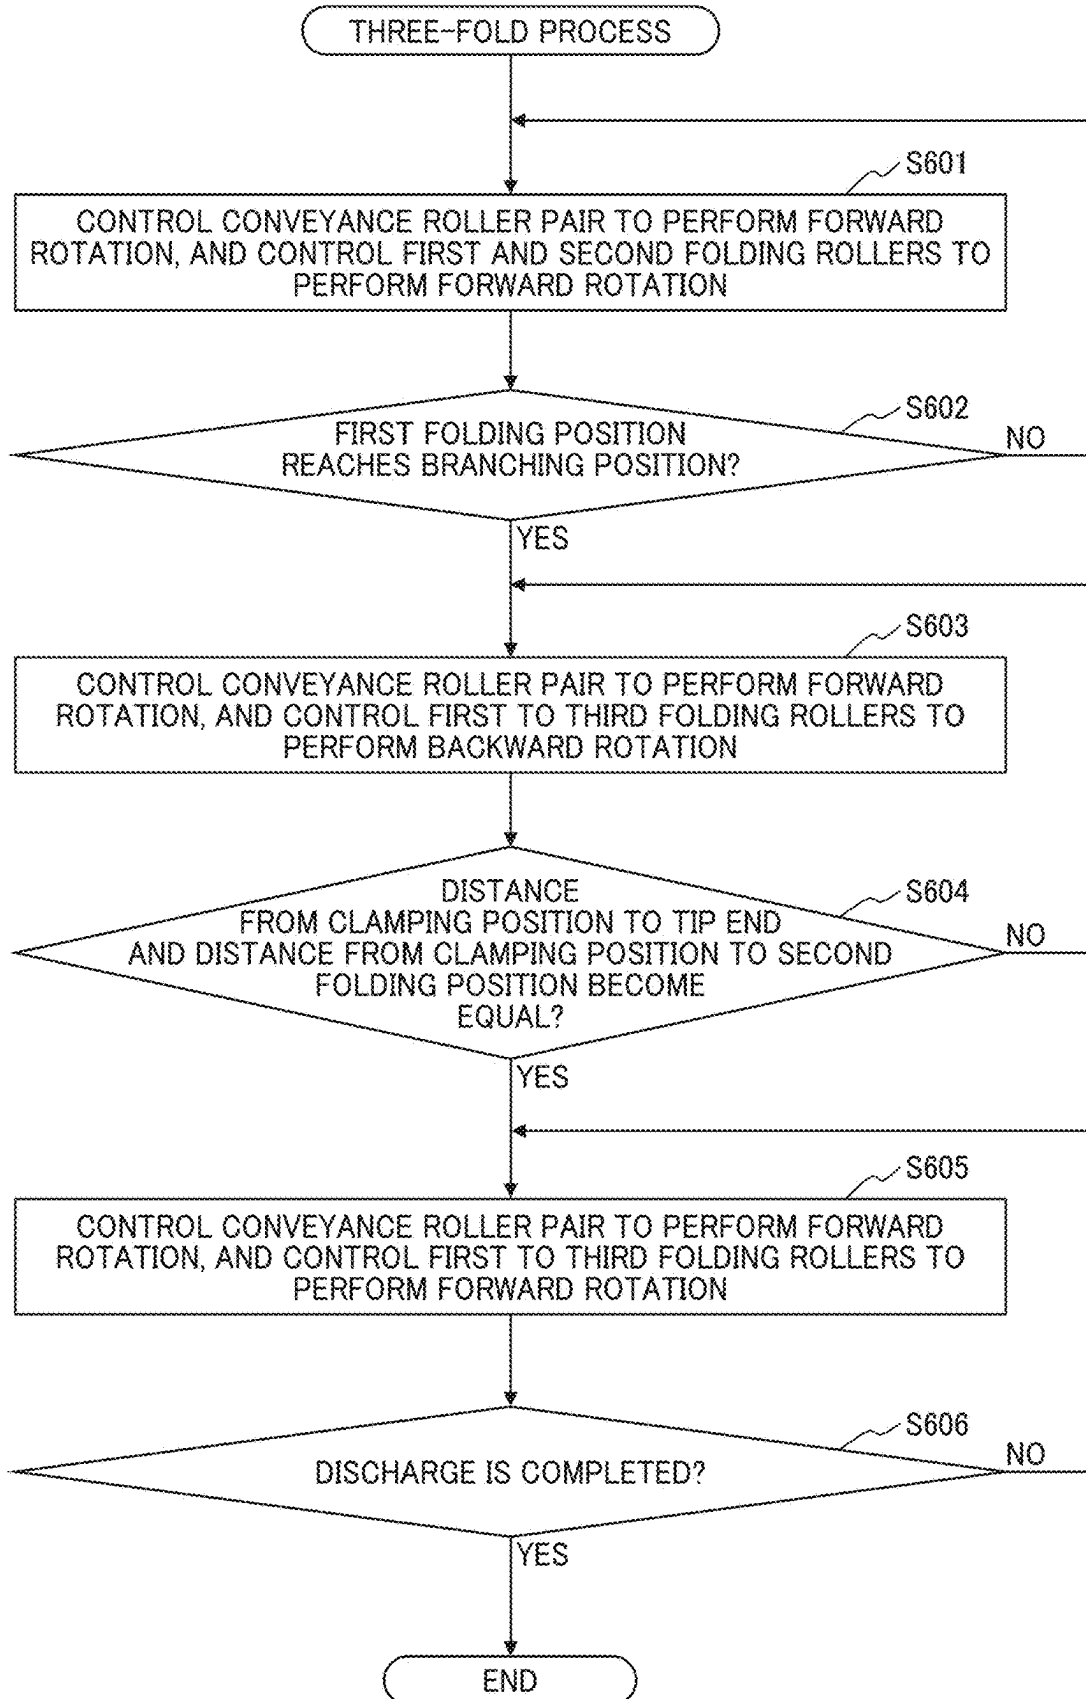 THREE-FOLD PROCESS
S601
CONTROL CONVEYANCE ROLLER PAIR TO PERFORM FORWARD
ROTATION, AND CONTROL FIRST AND SECOND FOLDING ROLLERS TO
PERFORM FORWARD ROTATION
S602
FIRST FOLDING POSITION
REACHES BRANCHING POSITION?
NO
YES
S603
CONTROL CONVEYANCE ROLLER PAIR TO PERFORM FORWARD
ROTATION, AND CONTROL FIRST TO THIRD FOLDING ROLLERS TO
PERFORM BACKWARD ROTATION
S604
DISTANCE
FROM CLAMPING POSITION TO TIP END
AND DISTANCE FROM CLAMPING POSITION TO SECOND
FOLDING POSITION BECOME
EQUAL?
NO
YES
S605
CONTROL CONVEYANCE ROLLER PAIR TO PERFORM FORWARD
ROTATION, AND CONTROL FIRST TO THIRD FOLDING ROLLERS TO
PERFORM FORWARD ROTATION
S606
DISCHARGE IS COMPLETED?
NO
YES
END